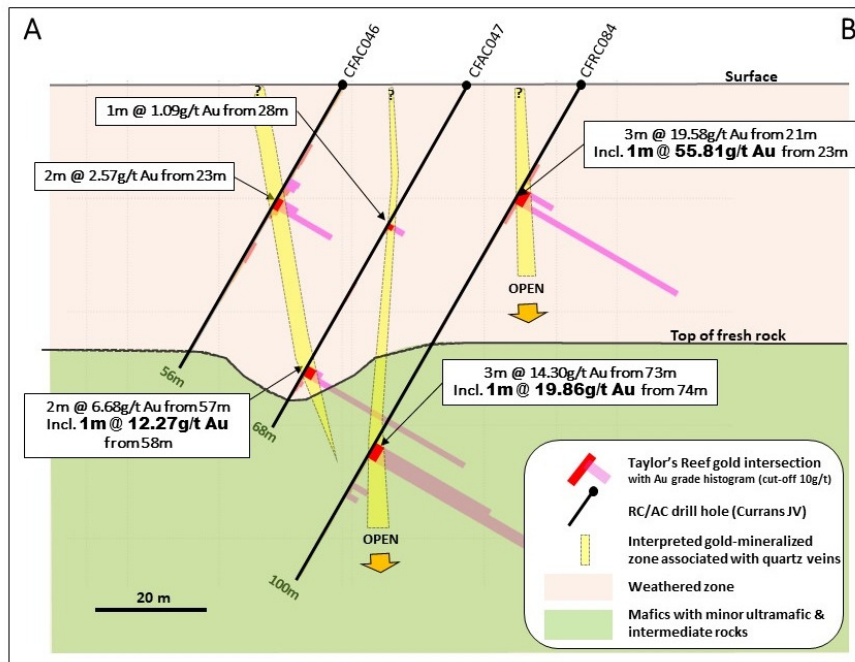 A
B
CFAC046
CFAC047
CFRC084
Surface
?
?
?
1m @ 1.09g/t Au from 28m
3m @ 19.58g/t Au from 21m
Incl. 1m @ 55.81g/t Au from 23m
2m @ 2.57g/t Au from 23m
OPEN
Top of fresh rock
56m
3m @ 14.30g/t Au from 73m
Incl. 1m @ 19.86g/t Au from 74m
2m @ 6.68g/t Au from 57m
Incl. 1m @ 12.27g/t Au
from 58m
68m
OPEN
100m
20 m
Taylor's Reef gold intersection
with Au grade histogram (cut-off 10g/t)
RC/AC drill hole (Currans JV)
Interpreted gold-mineralized
zone associated with quartz veins
Weathered zone
Mafics with minor ultramafic &
intermediate rocks